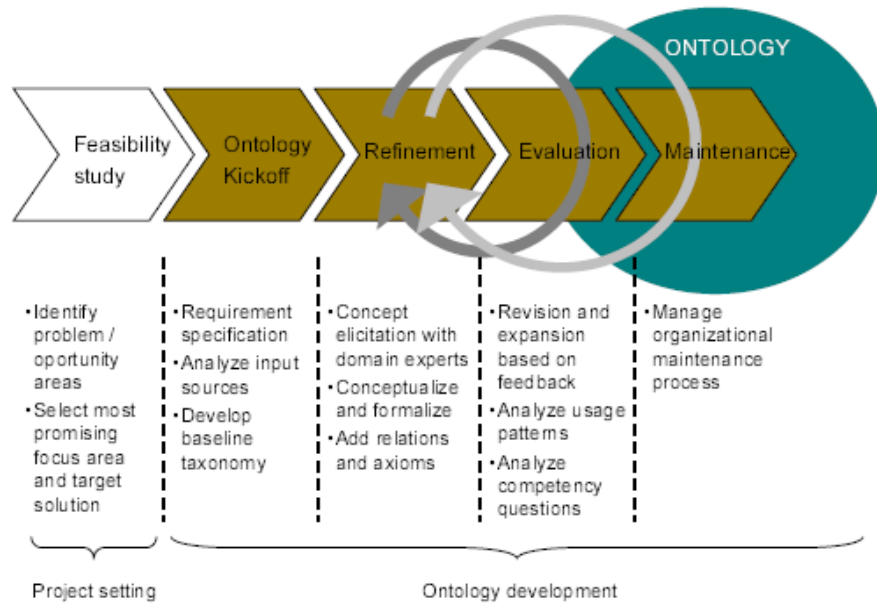 ONTOLOGY
Feasibility
study
Ontology
Kickoff
Refinement
Evaluation
Maintenance
•Identify
problem /
oportunity
areas
•Select most
promising
focus area
and target
solution
•Requirement
specification
•Analyze input
sources
•Develop
baseline
taxonomy
•Concept
elicitation with
domain experts
•Conceptualize
and formalize
•Add relations
and axioms
•Revision and
expansion
based on
feedback
•Analyze usage
patterns
•Analyze
competency
questions
•Manage
organizational
maintenance
process
Project setting
Ontology development